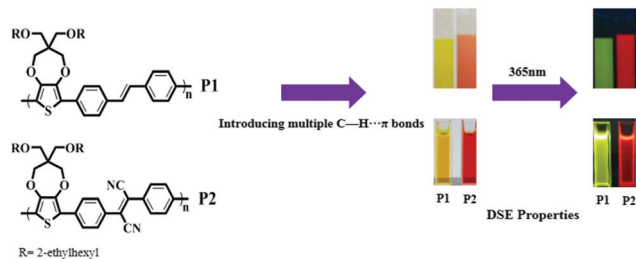 RO OR
O O
S
n
P1
RO OR
O O
S
NC
CN
n
P2
R= 2-ethylhexyl
Introducing multiple C—H···π bonds
365nm
P1 P2
P1 P2
DSE Properties